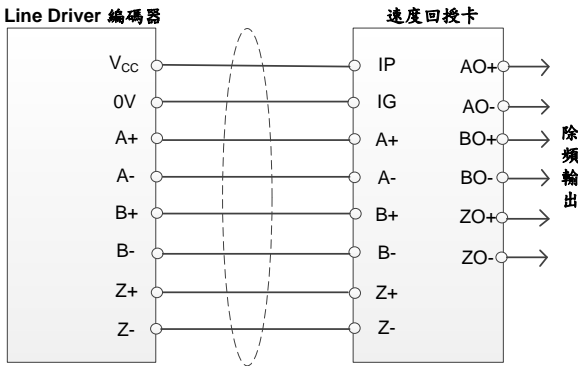 Line Driver 編碼器
速度回授卡
VCC
IP
AO+
0V
IG
AO-
A+
A+
BO+
A-
A-
BO-
B+
B+
ZO+
B-
B-
ZO-
Z+
Z+
Z-
Z-
除頻輸出